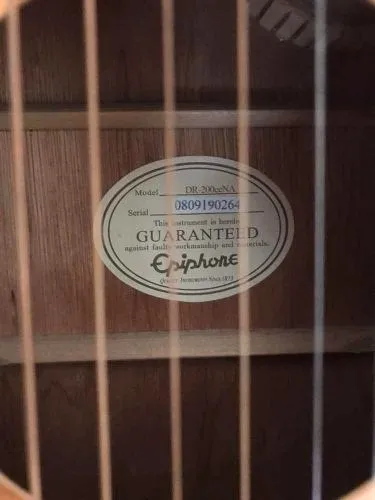 Model DR-200ceNA
Serial 0809190264
This instrument is herein
GUARANTEED
against faulty workmanship and materials.
Epiphone
Quality Instruments Since 1873